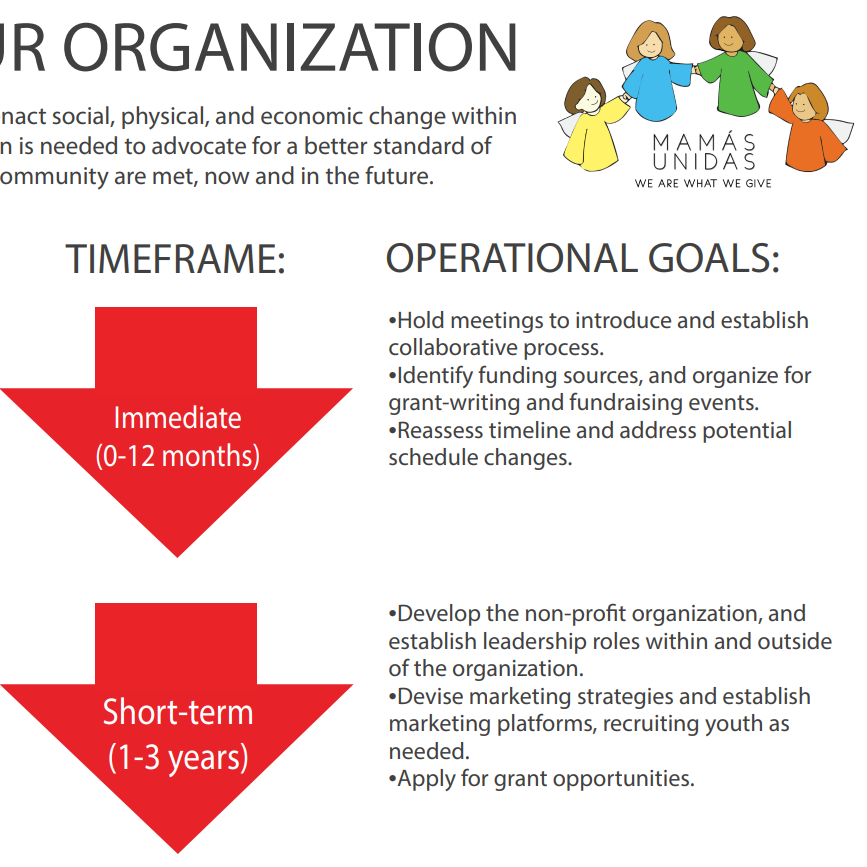 UR ORGANIZATION
enact social, physical, and economic change within
n is needed to advocate for a better standard of
ommunity are met, now and in the future.
MAMÁS
UNIDAS
WE ARE WHAT WE GIVE
TIMEFRAME:
OPERATIONAL GOALS:
Immediate
(0-12 months)
•Hold meetings to introduce and establish
collaborative process.
•Identify funding sources, and organize for
grant-writing and fundraising events.
•Reassess timeline and address potential
schedule changes.
Short-term
(1-3 years)
•Develop the non-profit organization, and
establish leadership roles within and outside
of the organization.
•Devise marketing strategies and establish
marketing platforms, recruiting youth as
needed.
•Apply for grant opportunities.